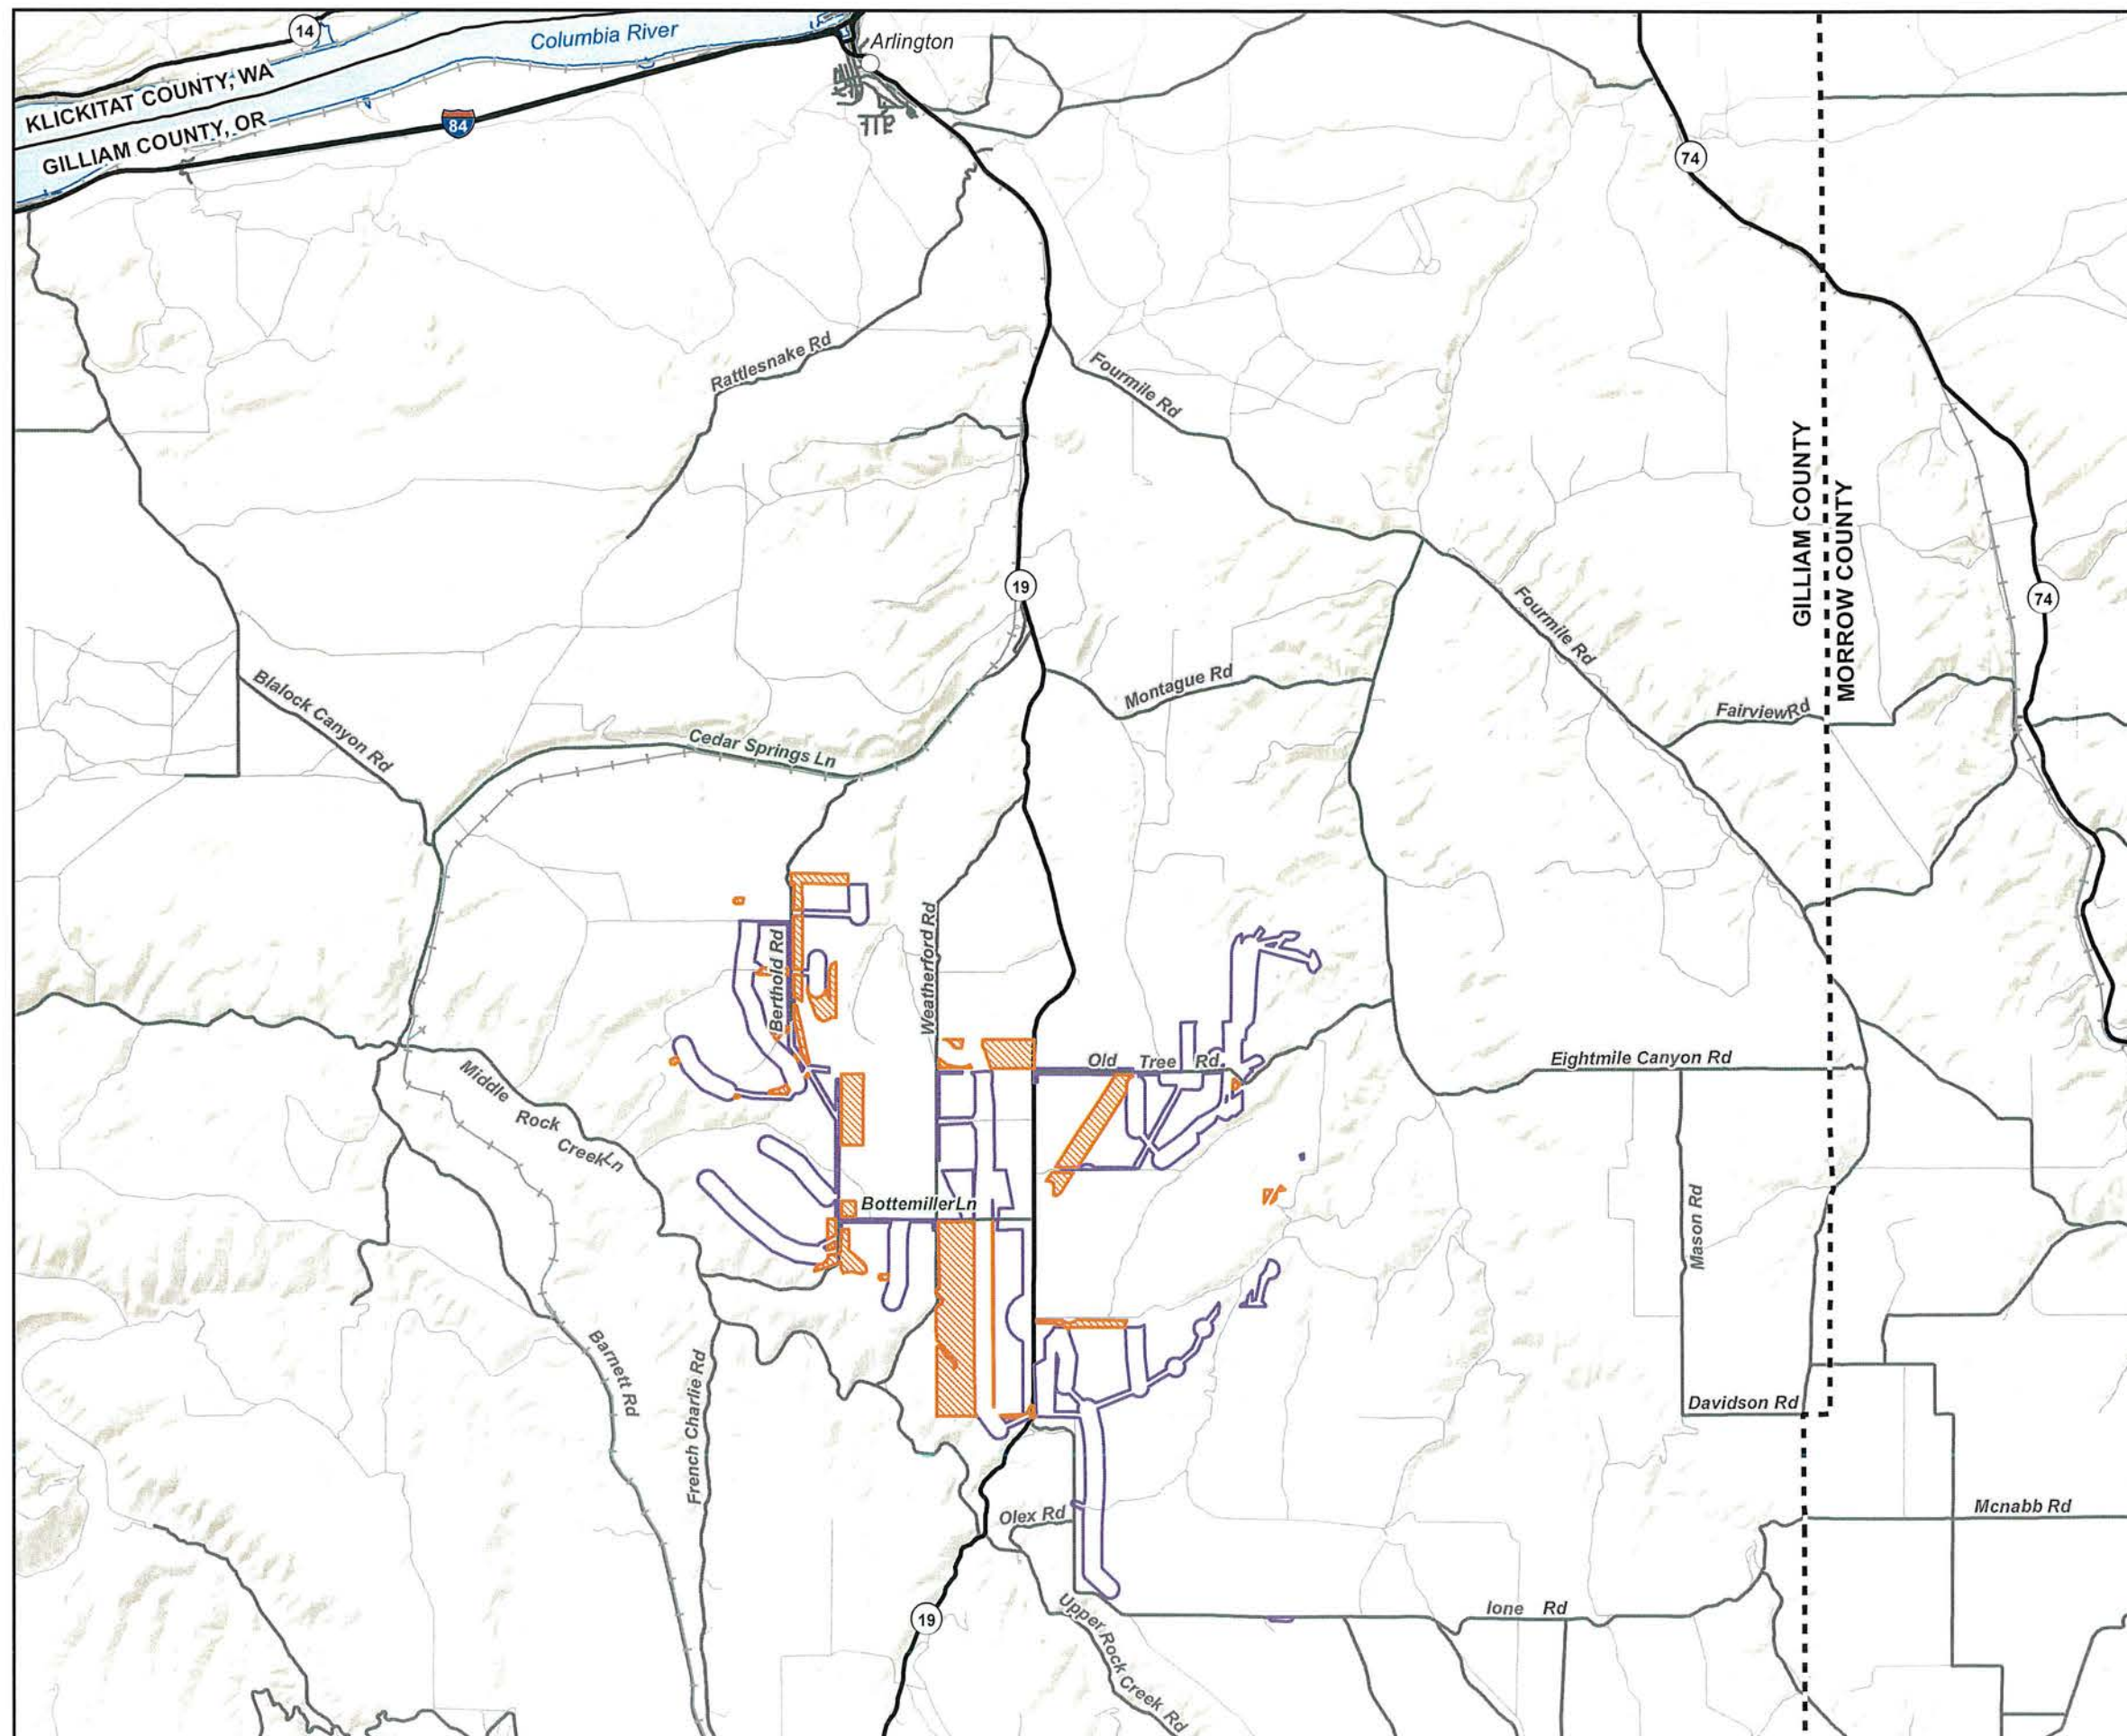 14
Columbia River
Arlington
KLICKITAT COUNTY, WA
GILLIAM COUNTY, OR
84
74
Rattlesnake Rd
Fourmile Rd
GILLIAM COUNTY
MORROW COUNTY
19
74
Fourmile Rd
Montague Rd
Blalock Canyon Rd
Fairview Rd
Cedar Springs Ln
Berthold Rd
Weatherford Rd
Old Tree Rd
Eightmile Canyon Rd
Middle Rock Creek Ln
Bottemiller Ln
Mason Rd
Barnett Rd
French Charlie Rd
Davidson Rd
Olex Rd
Mcnabb Rd
Ione Rd
Upper Rock Creek Rd
19